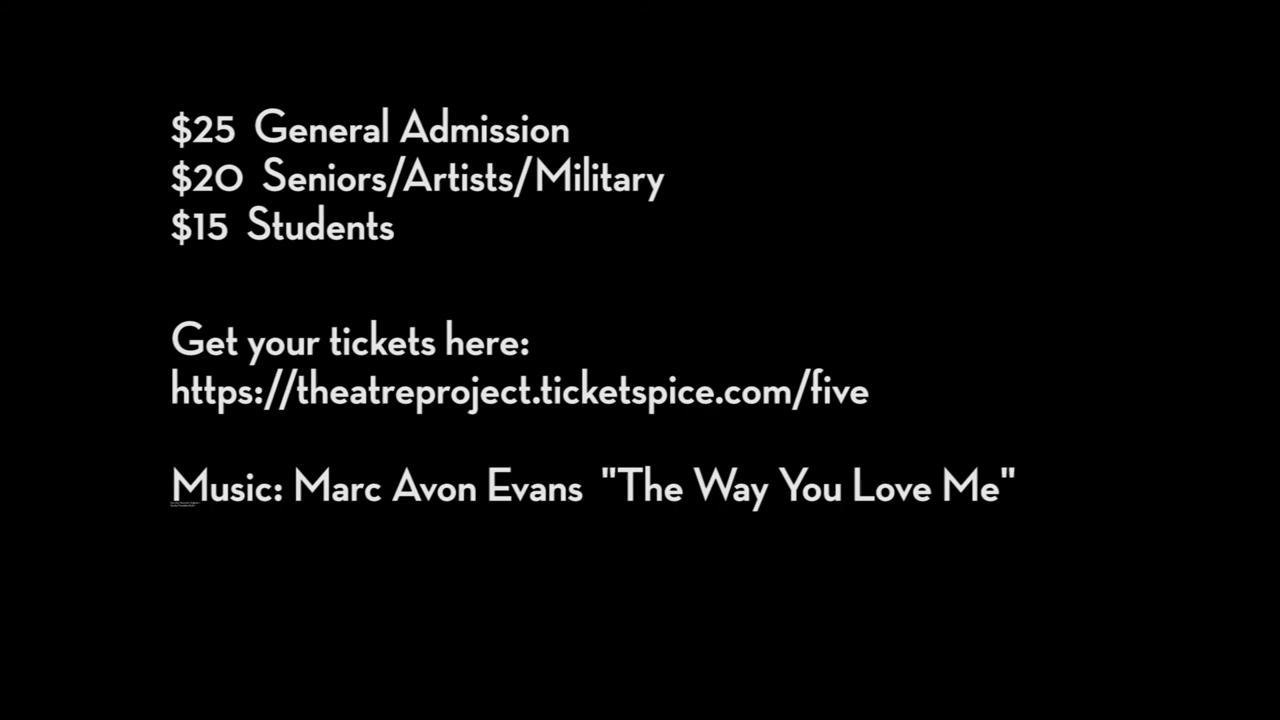 $25 General Admission
$20 Seniors/Artists/Military
$15 Students
Get your tickets here:
https://theatreproject.ticketspice.com/five
Music: Marc Avon Evans "The Way You Love Me"